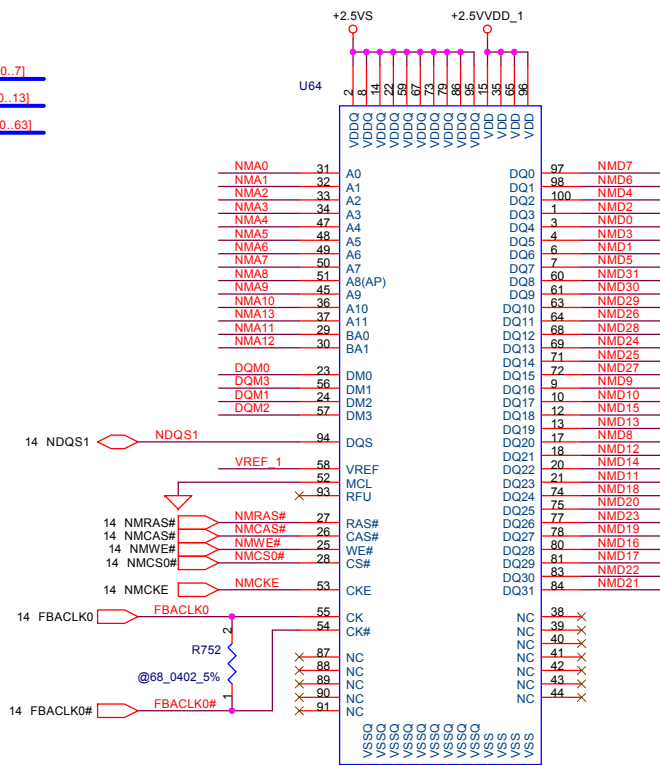 +2.5VS +2.5VVDD_1
0..7]
0..13]
0..63]
U64
2 8 14 22 59 67 73 79 86 95 15 35 65 96
VDDQ VDDQ VDDQ VDDQ VDDQ VDDQ VDDQ VDDQ VDDQ VDDQ VDD VDD VDD VDD
NMA0 31 A0 DQ0 97 NMD7
NMA1 32 A1 DQ1 98 NMD6
NMA2 33 A2 DQ2 100 NMD4
NMA3 34 A3 DQ3 1 NMD2
NMA4 47 A4 DQ4 3 NMD0
NMA5 48 A5 DQ5 4 NMD3
NMA6 49 A6 DQ6 6 NMD1
NMA7 50 A7 DQ7 7 NMD5
NMA8 51 A8(AP) DQ8 60 NMD31
NMA9 45 A9 DQ9 61 NMD30
NMA10 36 A10 DQ10 63 NMD29
NMA13 37 A11 DQ11 64 NMD26
NMA11 29 BA0 DQ12 68 NMD28
NMA12 30 BA1 DQ13 69 NMD24
DQ14 71 NMD25
DQM0 23 DM0 DQ15 72 NMD27
DQM3 56 DM1 DQ16 9 NMD9
DQM1 24 DM2 DQ17 10 NMD10
DQM2 57 DM3 DQ18 12 NMD15
DQ19 13 NMD13
14 NDQS1 NDQS1 94 DQS DQ20 17 NMD8
DQ21 18 NMD12
VREF_1 58 VREF DQ22 20 NMD14
52 MCL DQ23 21 NMD11
93 RFU DQ24 74 NMD18
DQ25 75 NMD20
14 NMRAS# NMRAS# 27 RAS# DQ26 77 NMD23
14 NMCAS# NMCAS# 26 CAS# DQ27 78 NMD19
14 NMWE# NMWE# 25 WE# DQ28 80 NMD16
14 NMCS0# NMCS0# 28 CS# DQ29 81 NMD17
DQ30 83 NMD22
14 NMCKE NMCKE 53 CKE DQ31 84 NMD21
14 FBACLK0 FBACLK0 55 CK NC 38
54 CK# NC 39
NC 40
2 R752 87 NC NC 41
88 NC NC 42
@68_0402_5% 89 NC NC 43
1 90 NC NC 44
14 FBACLK0# FBACLK0# 91 NC
VSSQ VSSQ VSSQ VSSQ VSSQ VSSQ VSSQ VSSQ VSSQ VSSQ VSS VSS VSS VSS